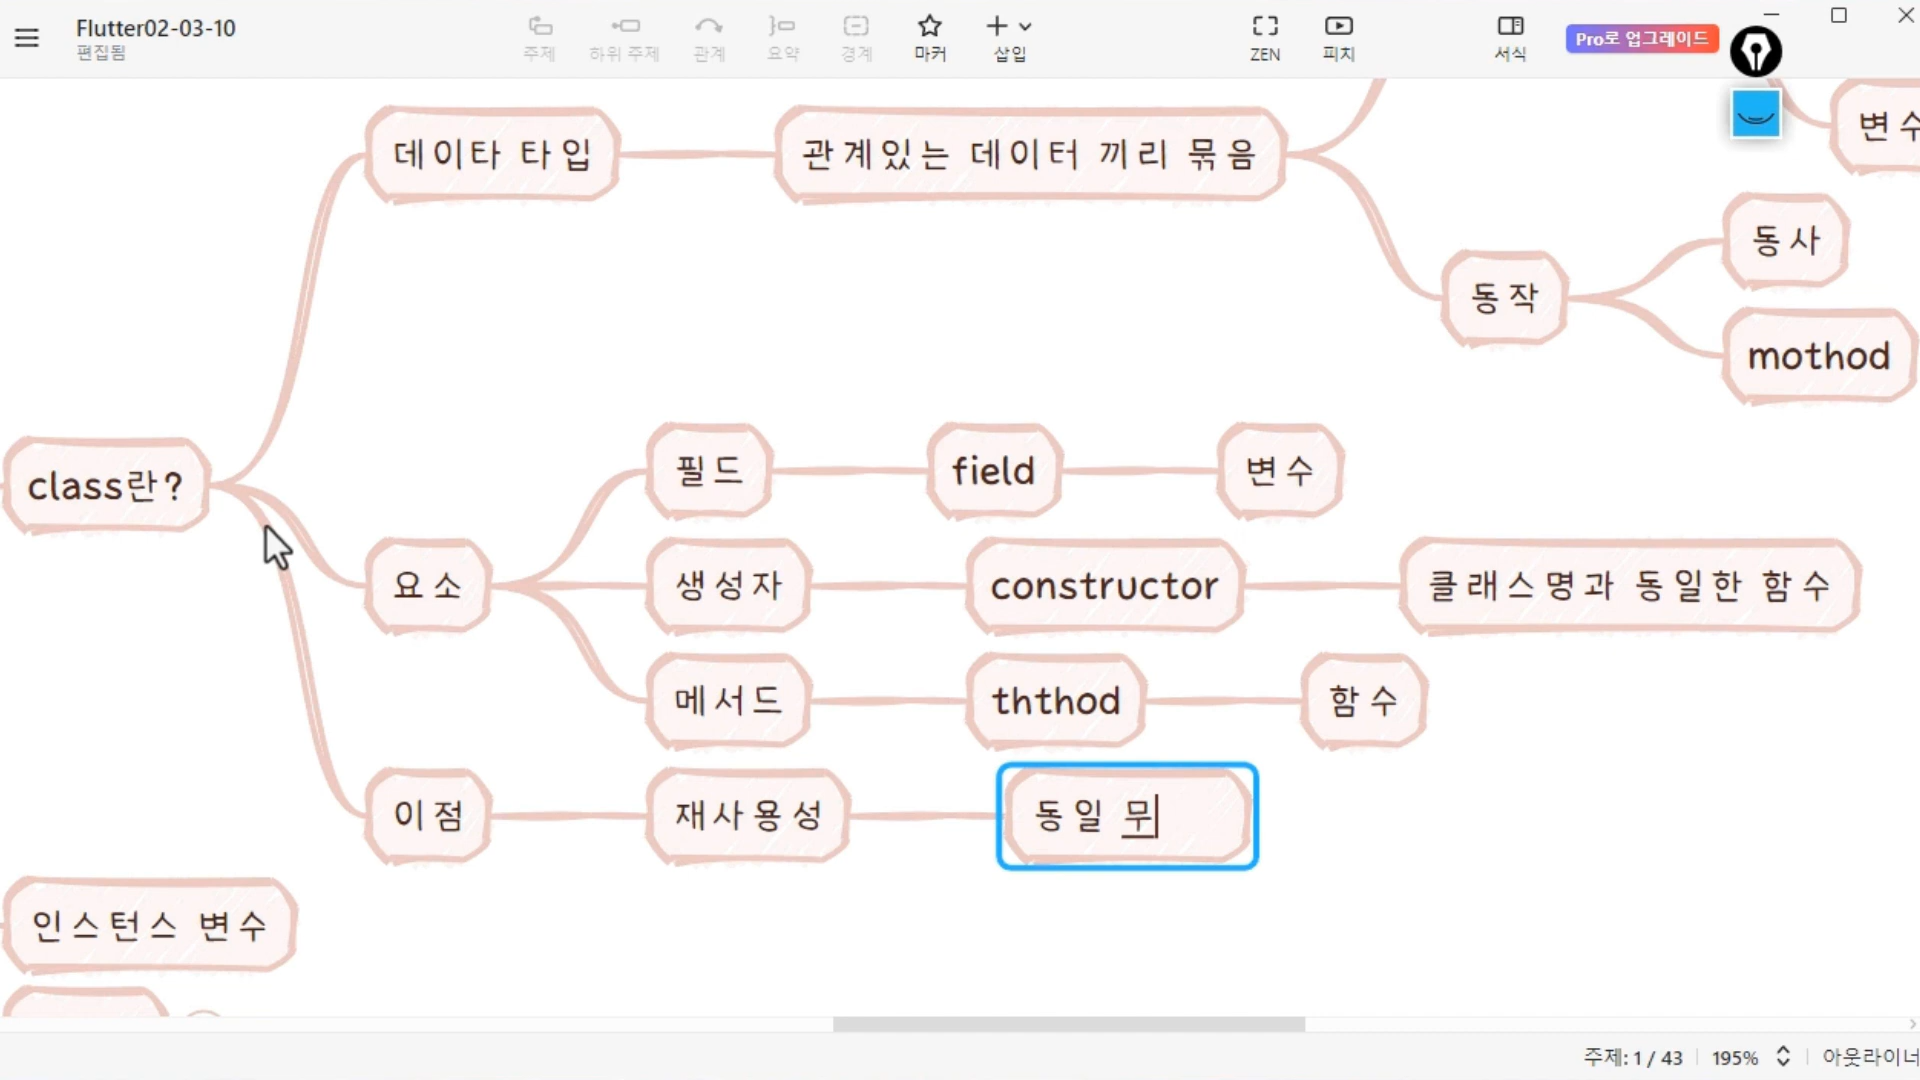 Flutter02-03-10
편집됨
주제
하위 주제
관계
요약
경계
마커
삽입
ZEN
피치
서식
Pro로 업그레이드
데이타 타입
관계있는 데이터 끼리 묶음
변수
동사
동작
mothod
class란?
필드
field
변수
요소
생성자
constructor
클래스명과 동일한 함수
메서드
ththod
함수
이점
재사용성
동일 무
인스턴스 변수
주제: 1 / 43
195%
아웃라이너